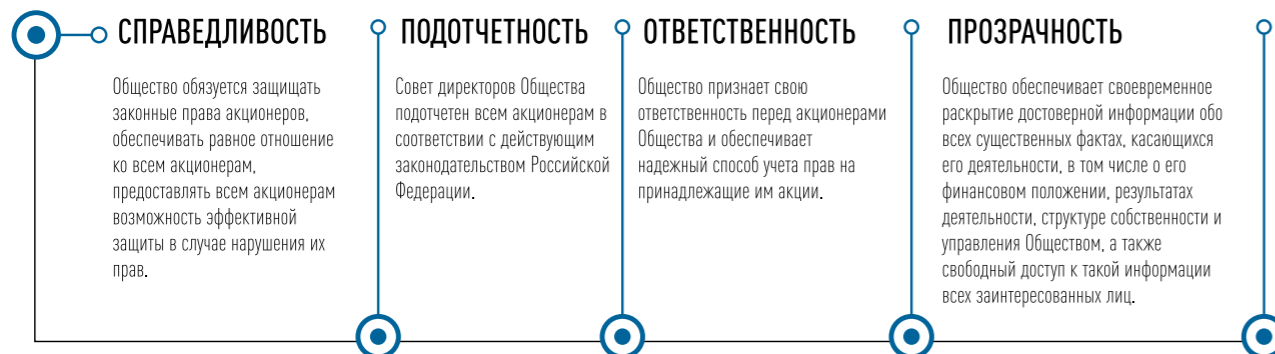 СПРАВЕДЛИВОСТЬ
Общество обязуется защищать
законные права акционеров,
обеспечивать равное отношение
ко всем акционерам,
предоставлять всем акционерам
возможность эффективной
защиты в случае нарушения их
прав.
ПОДОТЧЕТНОСТЬ
Совет директоров Общества
подотчетен всем акционерам в
соответствии с действующим
законодательством Российской
Федерации.
ОТВЕТСТВЕННОСТЬ
Общество признает свою
ответственность перед акционерами
Общества и обеспечивает
надежный способ учета прав на
принадлежащие им акции.
ПРОЗРАЧНОСТЬ
Общество обеспечивает своевременное
раскрытие достоверной информации обо
всех существенных фактах, касающихся
его деятельности, в том числе о его
финансовом положении, результатах
деятельности, структуре собственности и
управления Обществом, а также
свободный доступ к такой информации
всех заинтересованных лиц.